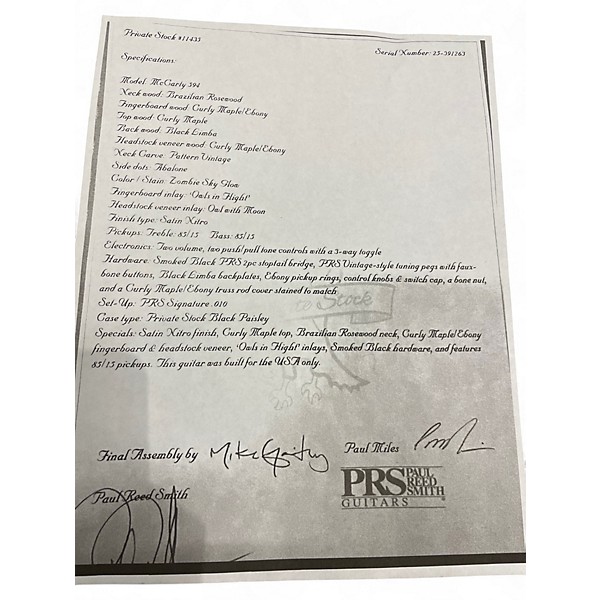 Private Stock #11435
Serial Number: 23-391263
Specifications:
Model: McCarty 594
Neck wood: Brazilian Rosewood
Fingerboard wood: Curly Maple/Ebony
Top wood: Curly Maple
Back wood: Black Limba
Headstock veneer wood: Curly Maple/Ebony
Neck Carve: Pattern Vintage
Side dots: Abalone
Color / Stain: Zombie Sky Glow
Fingerboard inlay: 'Owls in Flight'
Headstock veneer inlay: Owl with Moon
Finish type: Satin Nitro
Pickups: Treble: 85/15 Bass: 85/15
Electronics: Two volume, two push/pull tone controls with a 3-way toggle
Hardware: Smoked Black PRS 2pc stoptail bridge, PRS Vintage-style tuning pegs with faux-
bone buttons, Black Limba backplates, Ebony pickup rings, control knobs & switch cap, a bone nut,
and a Curly Maple/Ebony truss rod cover stained to match.
Set-Up: PRS Signature .010
Case type: Private Stock Black Paisley
Specials: Satin Nitro finish, Curly Maple top, Brazilian Rosewood neck, Curly Maple/Ebony
fingerboard & headstock veneer, 'Owls in Flight' inlays, Smoked Black hardware, and features
85/15 pickups. This guitar was built for the USA only.
Stock
Final Assembly by
Paul Miles
Paul Reed Smith
PRS PAUL
REED
SMITH
GUITARS